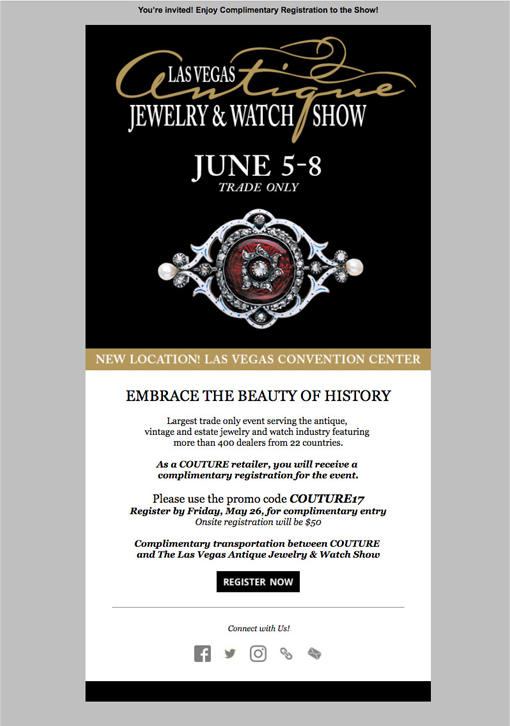 You're invited! Enjoy Complimentary Registration to the Show!
LAS VEGAS
Antique
JEWELRY & WATCH SHOW
JUNE 5-8
TRADE ONLY
NEW LOCATION! LAS VEGAS CONVENTION CENTER
EMBRACE THE BEAUTY OF HISTORY
Largest trade only event serving the antique,
vintage and estate jewelry and watch industry featuring
more than 400 dealers from 22 countries.
As a COUTURE retailer, you will receive a
complimentary registration for the event.
Please use the promo code COUTURE17
Register by Friday, May 26, for complimentary entry
Onsite registration will be $50
Complimentary transportation between COUTURE
and The Las Vegas Antique Jewelry & Watch Show
REGISTER NOW
Connect with Us!